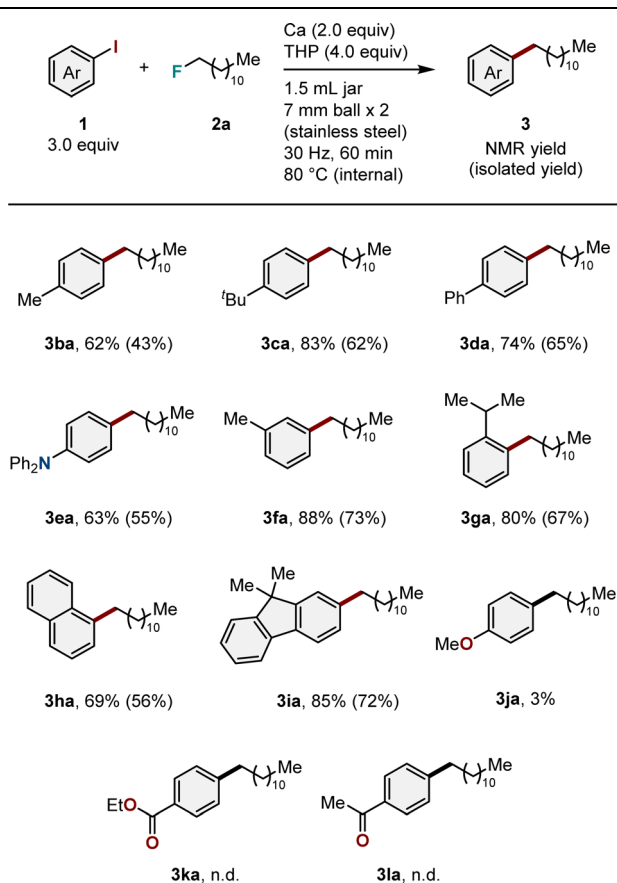 Ar
I
1
3.0 equiv
+
F
Me
10
2a
Ca (2.0 equiv)
THP (4.0 equiv)
1.5 mL jar
7 mm ball x 2
(stainless steel)
30 Hz, 60 min
80 °C (internal)
Ar
Me
10
3
NMR yield
(isolated yield)
Me
Me
10
3ba, 62% (43%)
tBu
Me
10
3ca, 83% (62%)
Ph
Me
10
3da, 74% (65%)
Ph2N
Me
10
3ea, 63% (55%)
Me
Me
10
3fa, 88% (73%)
Me Me
Me
10
3ga, 80% (67%)
Me
10
3ha, 69% (56%)
Me Me
Me
10
3ia, 85% (72%)
MeO
Me
10
3ja, 3%
EtO
O
Me
10
3ka, n.d.
Me
O
Me
10
3la, n.d.